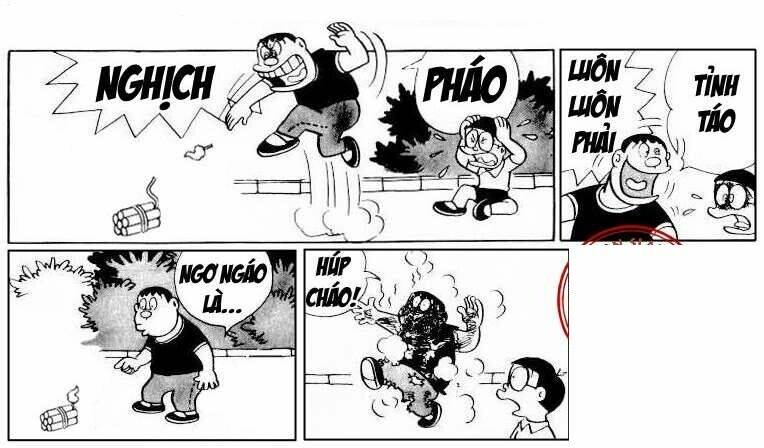 NGHỊCH
PHÁO
LUÔN
LUÔN
PHẢI
TỈNH
TÁO
NGƠ NGÁO
LÀ...
HÚP
CHÁO!